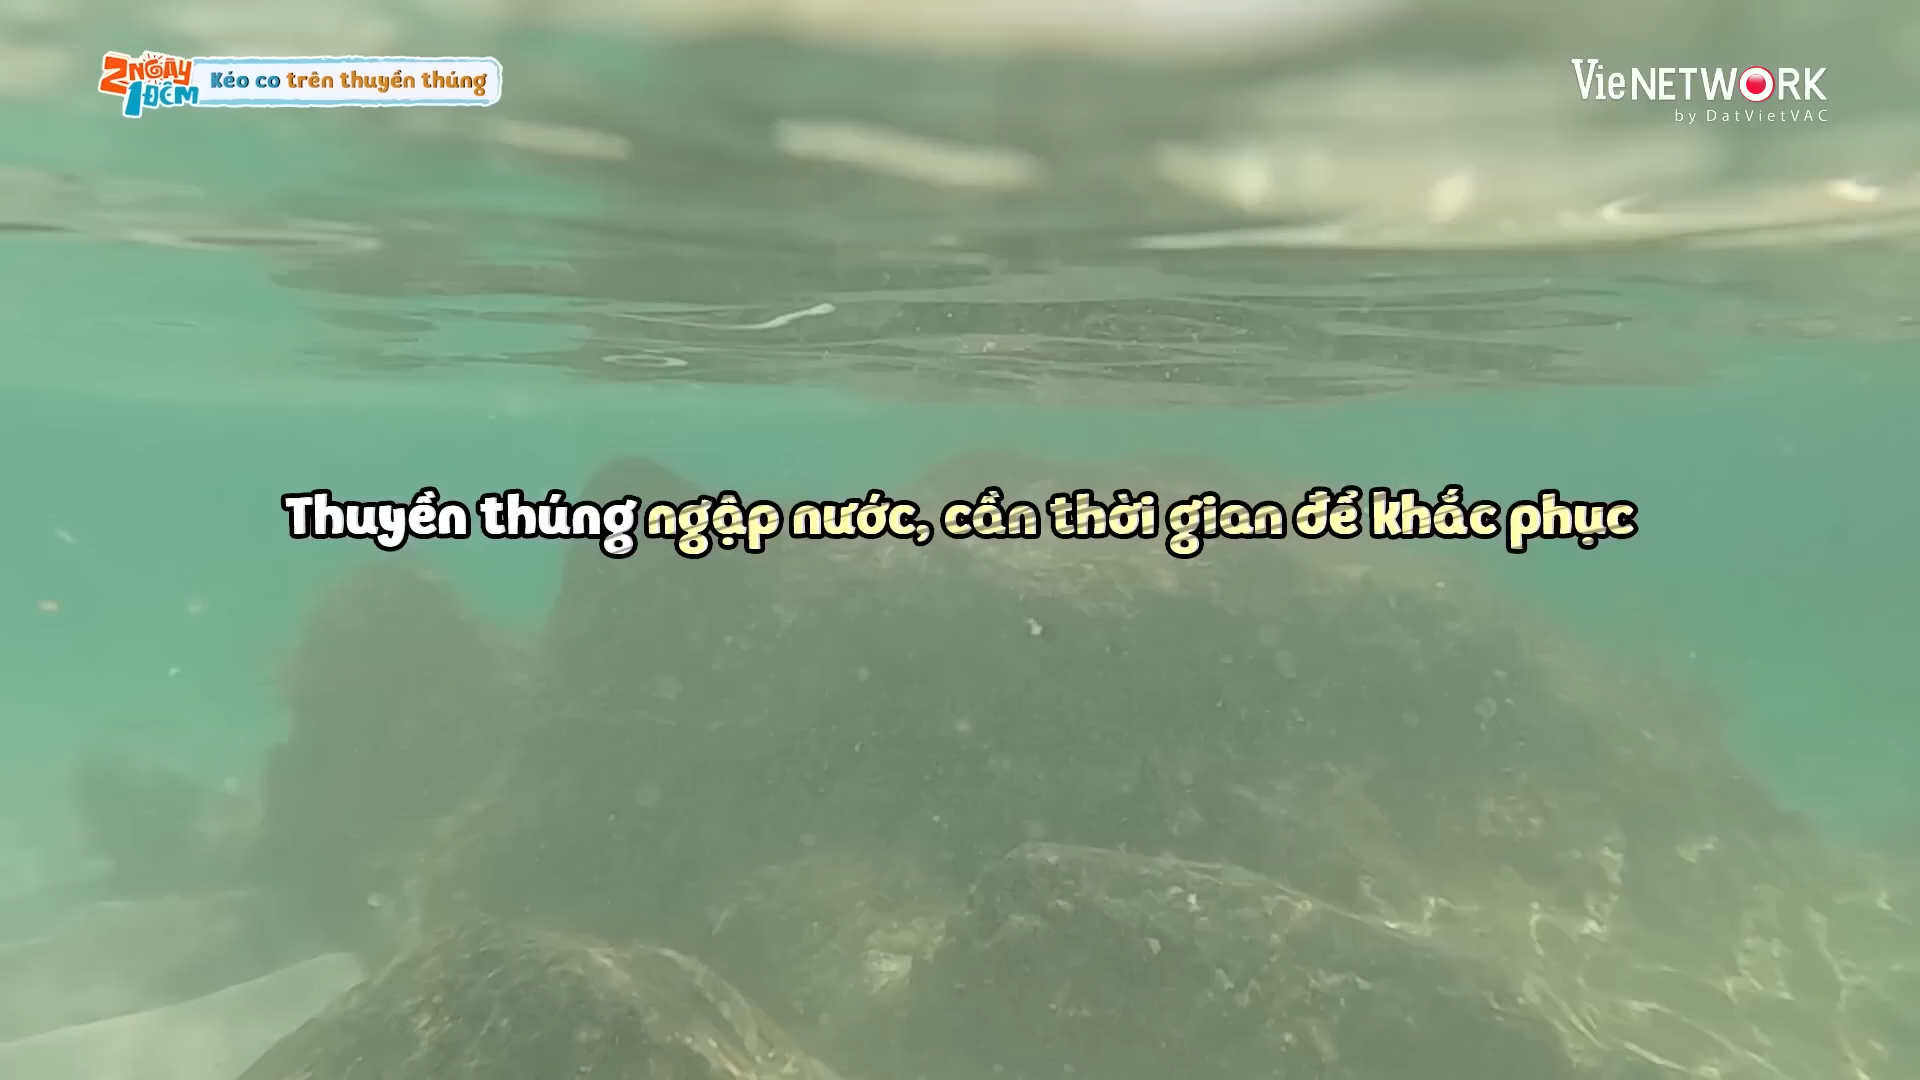 2 NGÀY 1 ĐÊM
Kéo co trên thuyền thúng
VieNETWORK
by DatVietVAC
Thuyền thúng ngập nước, cần thời gian để khắc phục